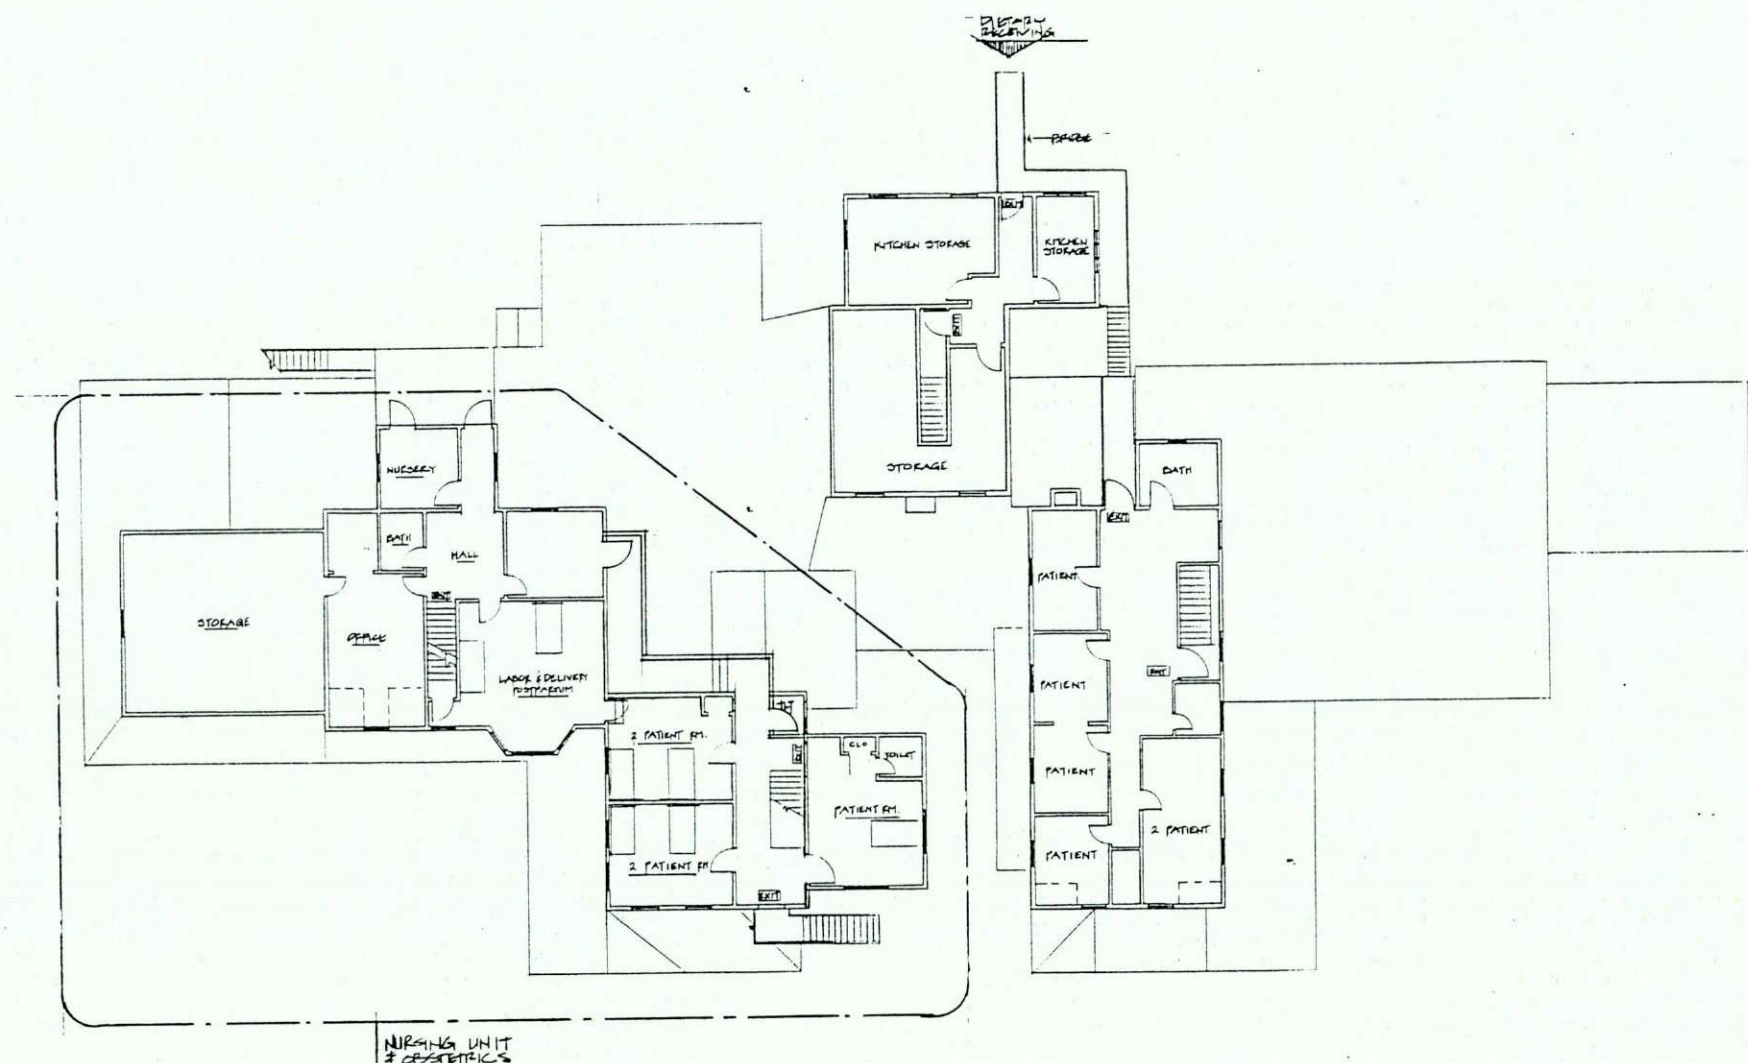 DIETARY
RECEIVING
BRIDGE
EXIT
KITCHEN STORAGE
KITCHEN
STORAGE
EXIT
STORAGE
NURSERY
BATH
HALL
EXIT
STORAGE
OFFICE
LABOR & DELIVERY
POSTPARTUM
BATH
EXIT
PATIENT
EXIT
PATIENT
PATIENT
PATIENT
2 PATIENT
2 PATIENT RM.
CLO
TOILET
PATIENT RM.
2 PATIENT RM
EXIT
NURSING UNIT
& OBSTETRICS